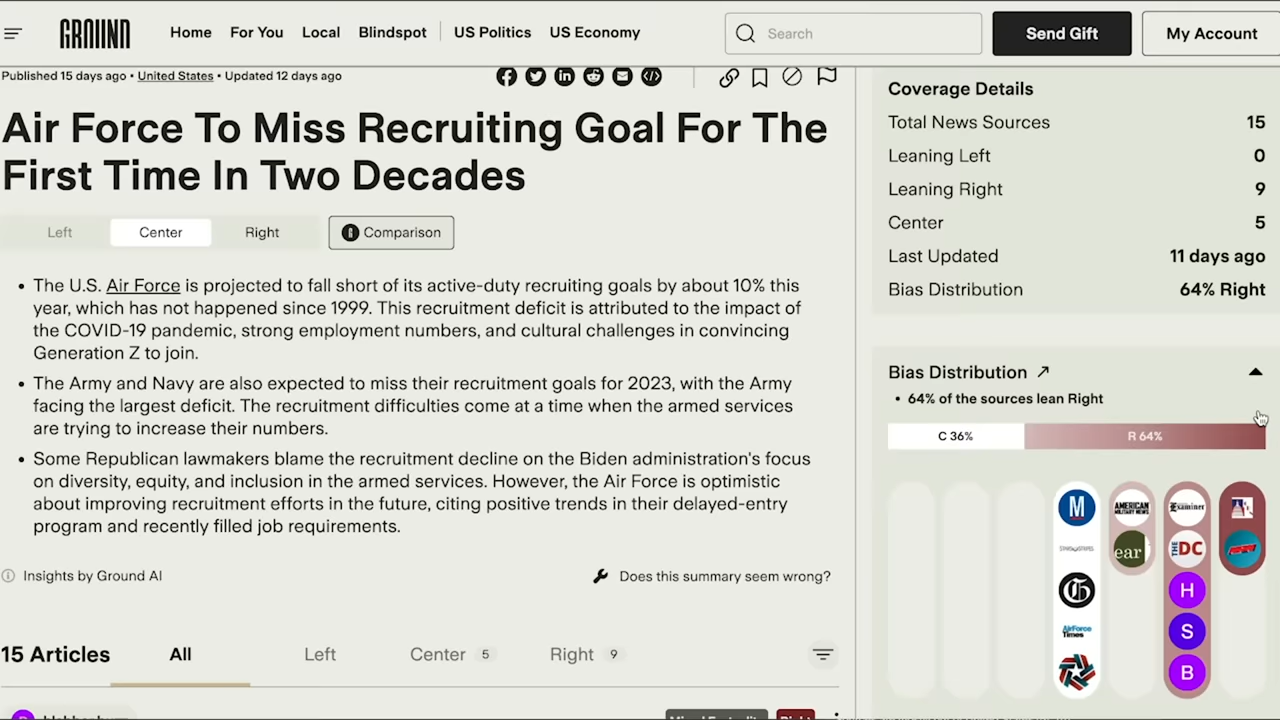 GROUND
Home For You Local Blindspot US Politics US Economy
Search
Send Gift
My Account
Published 15 days ago • United States • Updated 12 days ago
Air Force To Miss Recruiting Goal For The
First Time In Two Decades
Left Center Right Comparison
• The U.S. Air Force is projected to fall short of its active-duty recruiting goals by about 10% this
year, which has not happened since 1999. This recruitment deficit is attributed to the impact of
the COVID-19 pandemic, strong employment numbers, and cultural challenges in convincing
Generation Z to join.
• The Army and Navy are also expected to miss their recruitment goals for 2023, with the Army
facing the largest deficit. The recruitment difficulties come at a time when the armed services
are trying to increase their numbers.
• Some Republican lawmakers blame the recruitment decline on the Biden administration's focus
on diversity, equity, and inclusion in the armed services. However, the Air Force is optimistic
about improving recruitment efforts in the future, citing positive trends in their delayed-entry
program and recently filled job requirements.
Insights by Ground AI
Does this summary seem wrong?
15 Articles All Left Center 5 Right 9
Coverage Details
Total News Sources 15
Leaning Left 0
Leaning Right 9
Center 5
Last Updated 11 days ago
Bias Distribution 64% Right
Bias Distribution ↗
• 64% of the sources lean Right
C 36% R 64%
M
AMERICAN
MILITARY NEWS
Examiner
ear
THE
DC
G
H
AirForce
Times
S
B